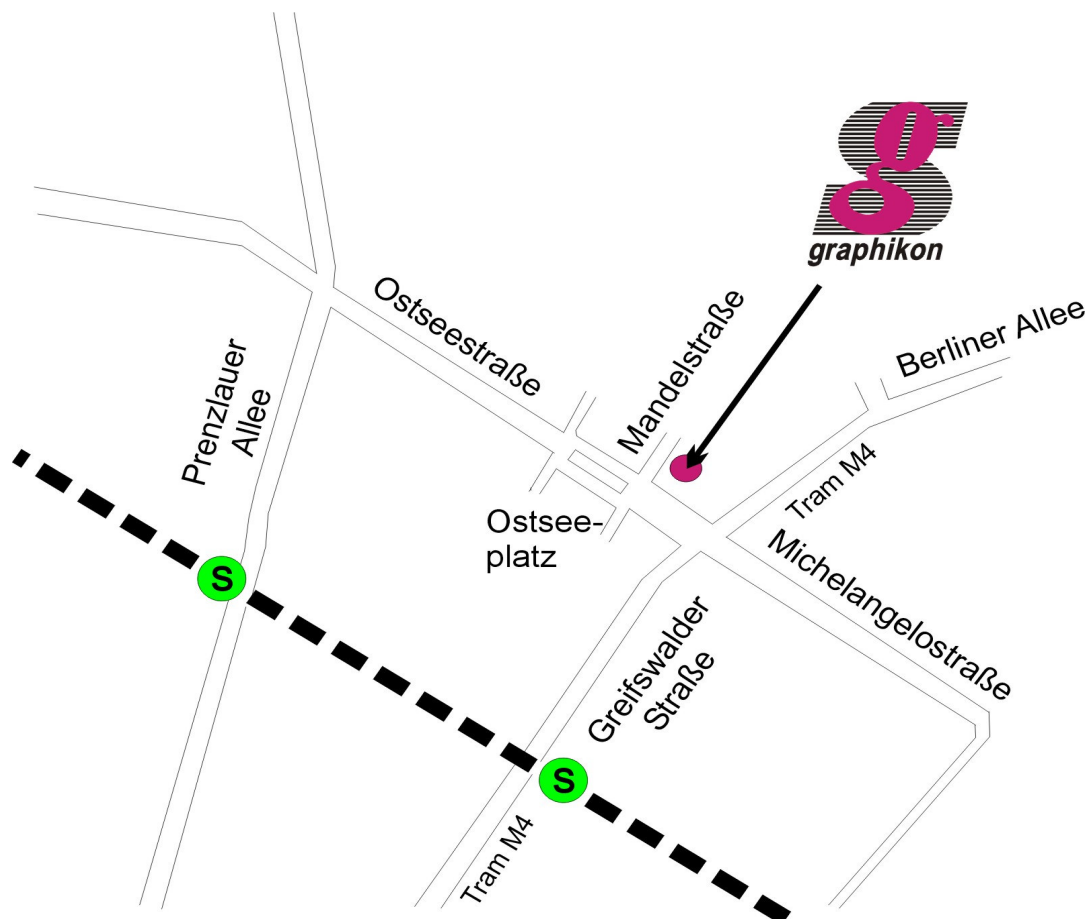 g
graphikon
Ostseestraße
Mandelstraße
Berliner Allee
Prenzlauer
Allee
Tram M4
Ostsee-
platz
Michelangelostraße
S
Greifswalder
Straße
S
Tram M4